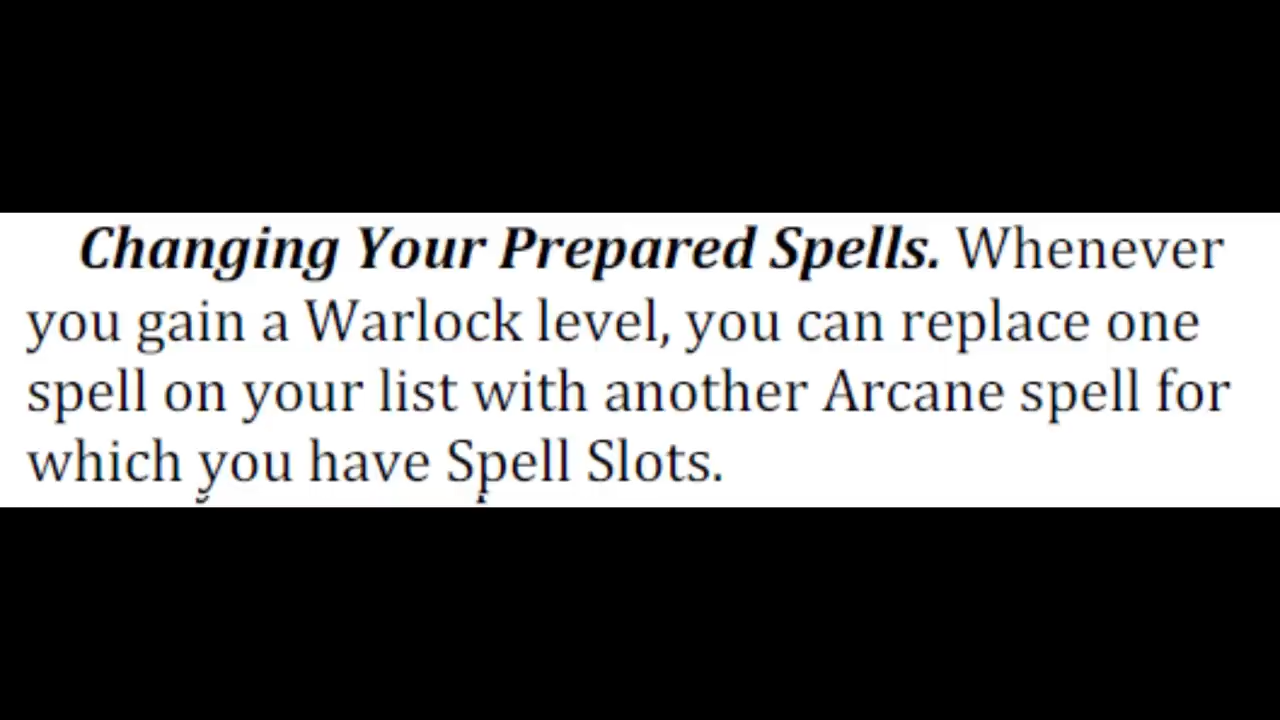 Changing Your Prepared Spells. Whenever
you gain a Warlock level, you can replace one
spell on your list with another Arcane spell for
which you have Spell Slots.